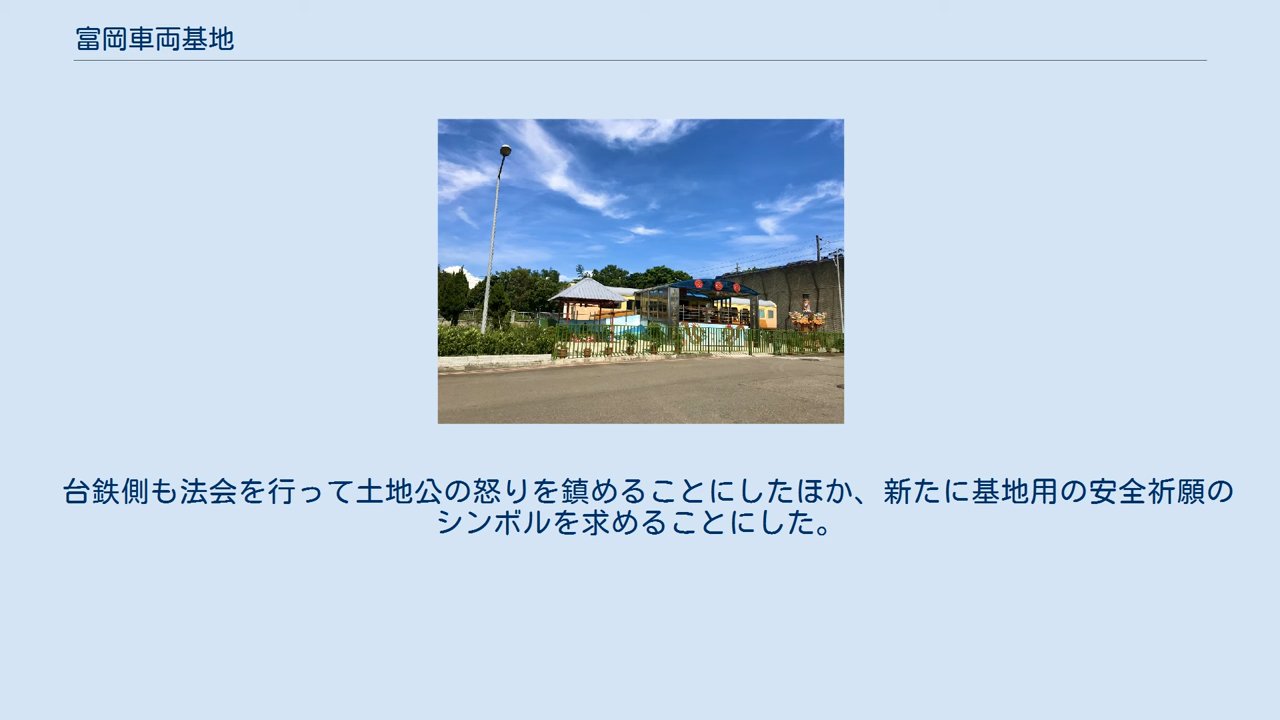 富岡車両基地
台鉄側も法会を行って土地公の怒りを鎮めることにしたほか、新たに基地用の安全祈願の
シンボルを求めることにした。